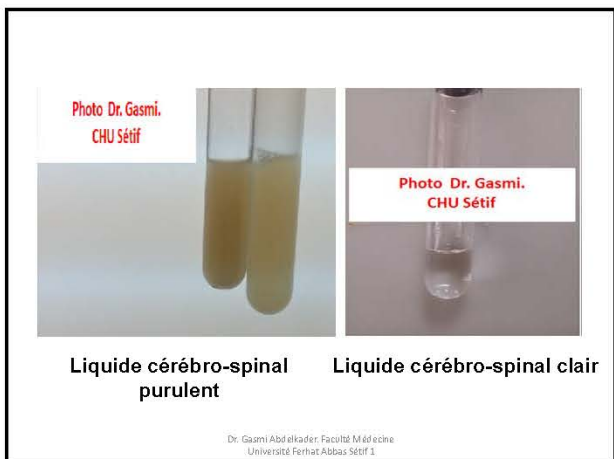 Photo Dr. Gasmi.
CHU Sétif
Photo Dr. Gasmi.
CHU Sétif
Liquide cérébro-spinal
purulent
Liquide cérébro-spinal clair
Dr. Gasmi Abdelkader. Faculté Médecine
Université Ferhat Abbas Sétif 1